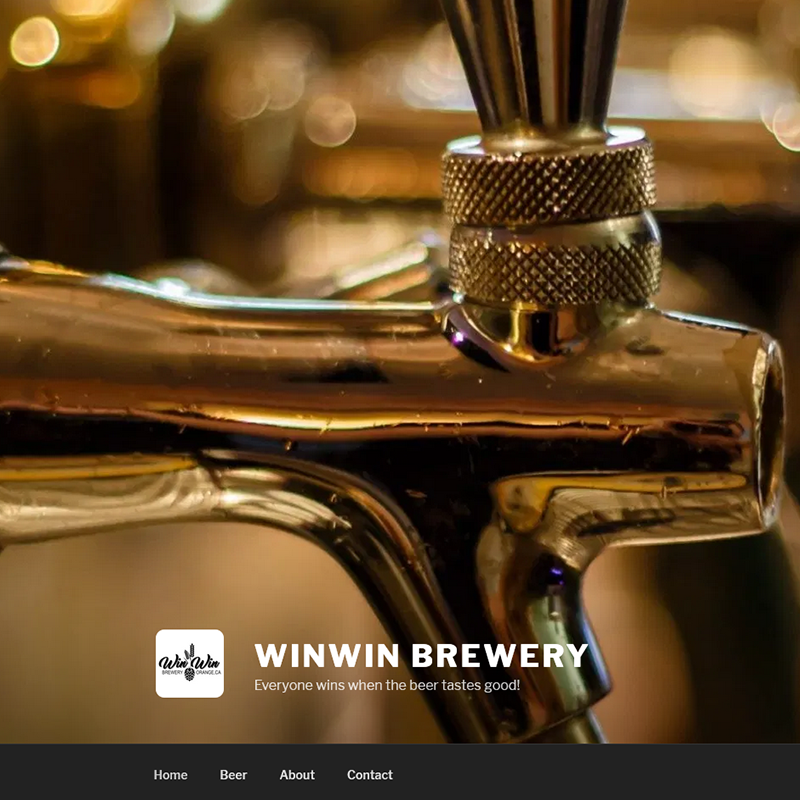 Win Win
BREWERY ORANGE.CA
WINWIN BREWERY
Everyone wins when the beer tastes good!
Home Beer About Contact